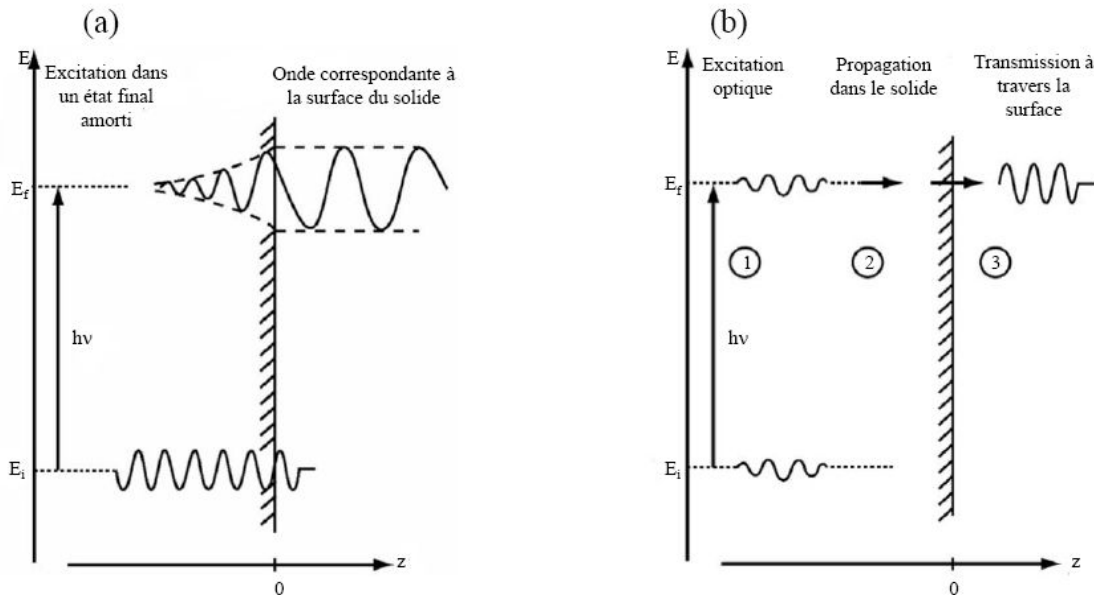 (a)
E
Excitation dans
un état final
amorti
Onde correspondante à
la surface du solide
E_f
hν
E_i
z
0
(b)
E
Excitation
optique
Propagation
dans le solide
Transmission à
travers la
surface
E_f
1
2
3
hν
E_i
z
0